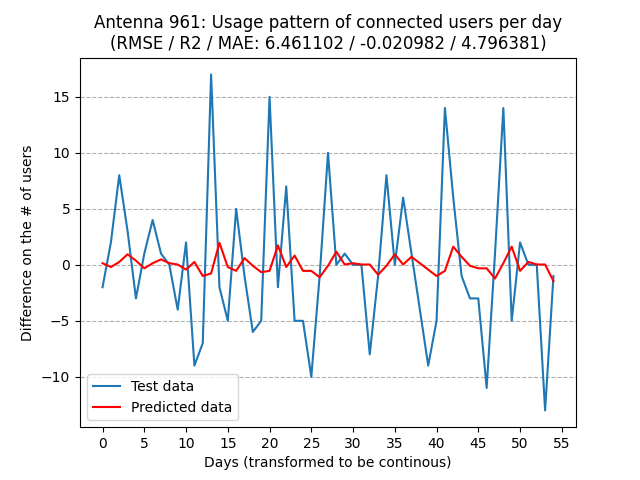 Antenna 961: Usage pattern of connected users per day
(RMSE / R2 / MAE: 6.461102 / -0.020982 / 4.796381)
Difference on the # of users
15
10
5
0
−5
−10
Test data
Predicted data
0 5 10 15 20 25 30 35 40 45 50 55
Days (transformed to be continous)